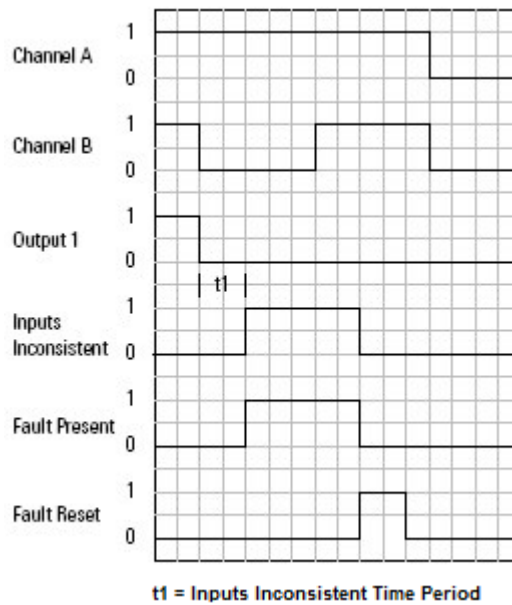 1
Channel A
0
1
Channel B
0
1
Output 1
0
t1
1
Inputs
Inconsistent
0
1
Fault Present
0
1
Fault Reset
0
t1 = Inputs Inconsistent Time Period